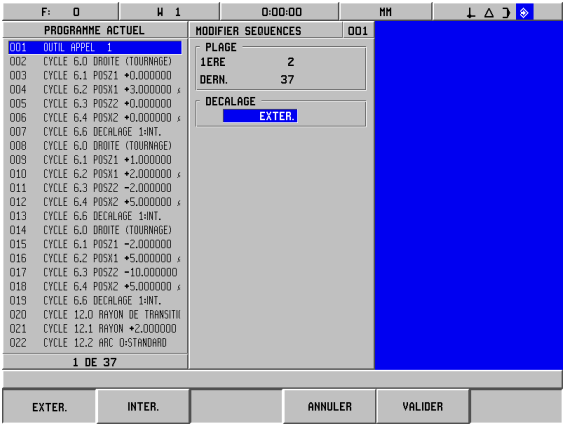 F: 0 W 1 0:00:00 MM
PROGRAMME ACTUEL
001 OUTIL APPEL 1
002 CYCLE 6.0 DROITE (TOURNAGE)
003 CYCLE 6.1 POSZ1 +0.000000
004 CYCLE 6.2 POSX1 +3.000000
005 CYCLE 6.3 POSZ2 +0.000000
006 CYCLE 6.4 POSX2 +0.000000
007 CYCLE 6.6 DECALAGE 1:INT.
008 CYCLE 6.0 DROITE (TOURNAGE)
009 CYCLE 6.1 POSZ1 +1.000000
010 CYCLE 6.2 POSX1 +2.000000
011 CYCLE 6.3 POSZ2 -2.000000
012 CYCLE 6.4 POSX2 +5.000000
013 CYCLE 6.6 DECALAGE 1:INT.
014 CYCLE 6.0 DROITE (TOURNAGE)
015 CYCLE 6.1 POSZ1 -2.000000
016 CYCLE 6.2 POSX1 +5.000000
017 CYCLE 6.3 POSZ2 -10.000000
018 CYCLE 6.4 POSX2 +5.000000
019 CYCLE 6.6 DECALAGE 1:INT.
020 CYCLE 12.0 RAYON DE TRANSITI
021 CYCLE 12.1 RAYON +2.000000
022 CYCLE 12.2 ARC 0:STANDARD
1 DE 37
MODIFIER SEQUENCES 001
PLAGE
1ERE 2
DERN. 37
DECALAGE
EXTER.
EXTER. INTER. ANNULER VALIDER